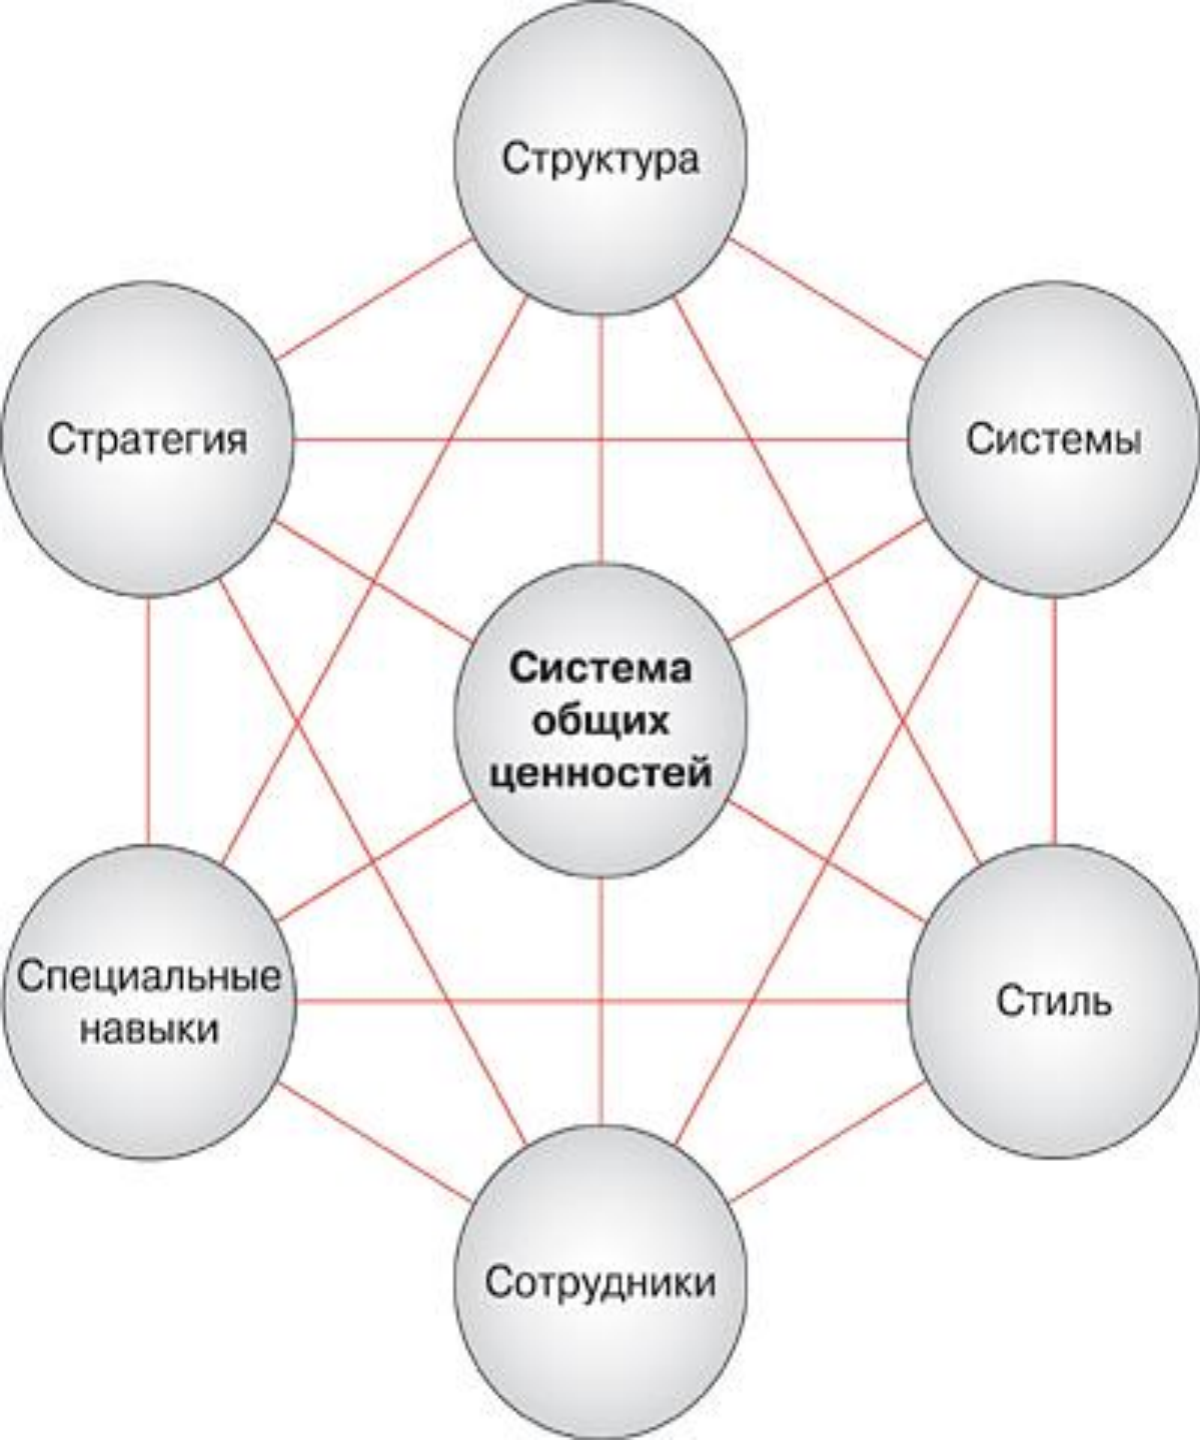 Структура
Стратегия
Системы
Система
общих
ценностей
Специальные
навыки
Стиль
Сотрудники